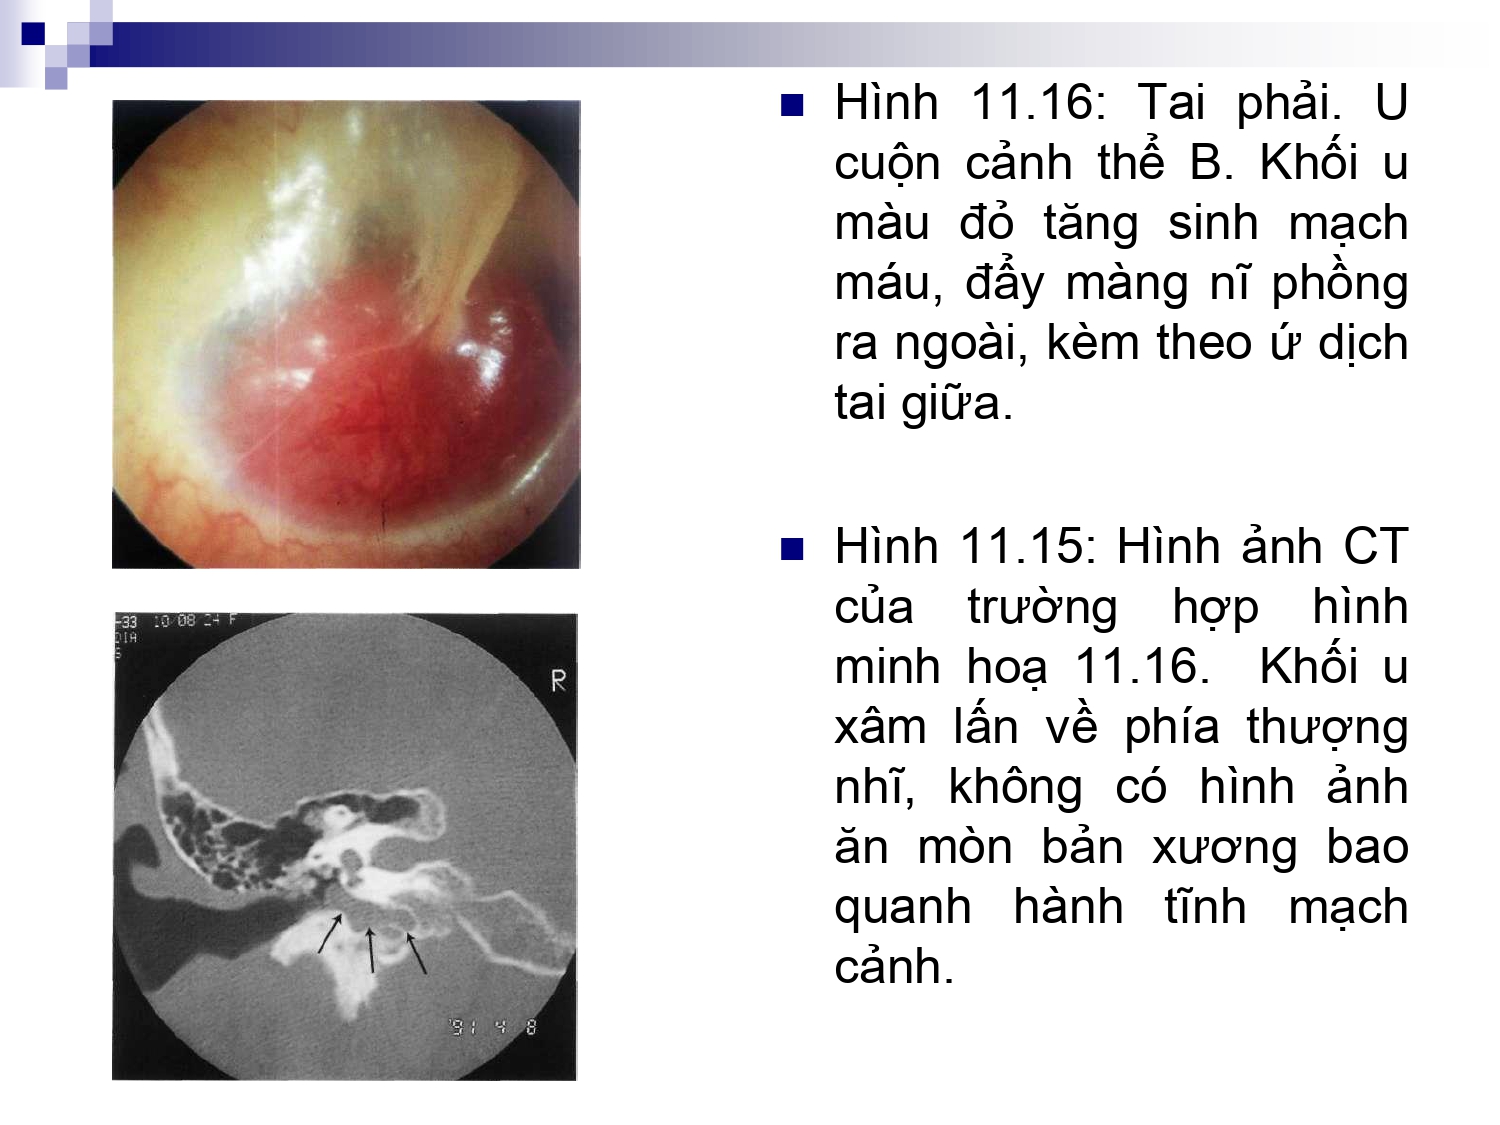 Hình 11.16: Tai phải. U
cuộn cảnh thể B. Khối u
màu đỏ tăng sinh mạch
máu, đẩy màng nĩ phồng
ra ngoài, kèm theo ứ dịch
tai giữa.
Hình 11.15: Hình ảnh CT
của trường hợp hình
minh hoạ 11.16. Khối u
xâm lấn về phía thượng
nhĩ, không có hình ảnh
ăn mòn bản xương bao
quanh hành tĩnh mạch
cảnh.
-33 10/08 24 F
DIA
S
R
'91 4 8